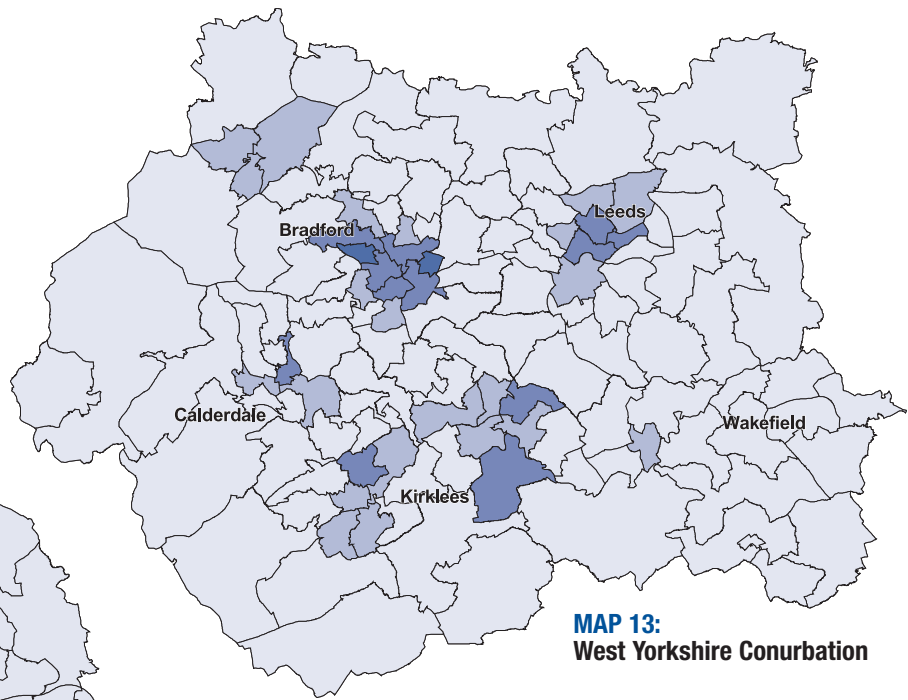 Bradford
Leeds
Calderdale
Wakefield
Kirklees
MAP 13:
West Yorkshire Conurbation